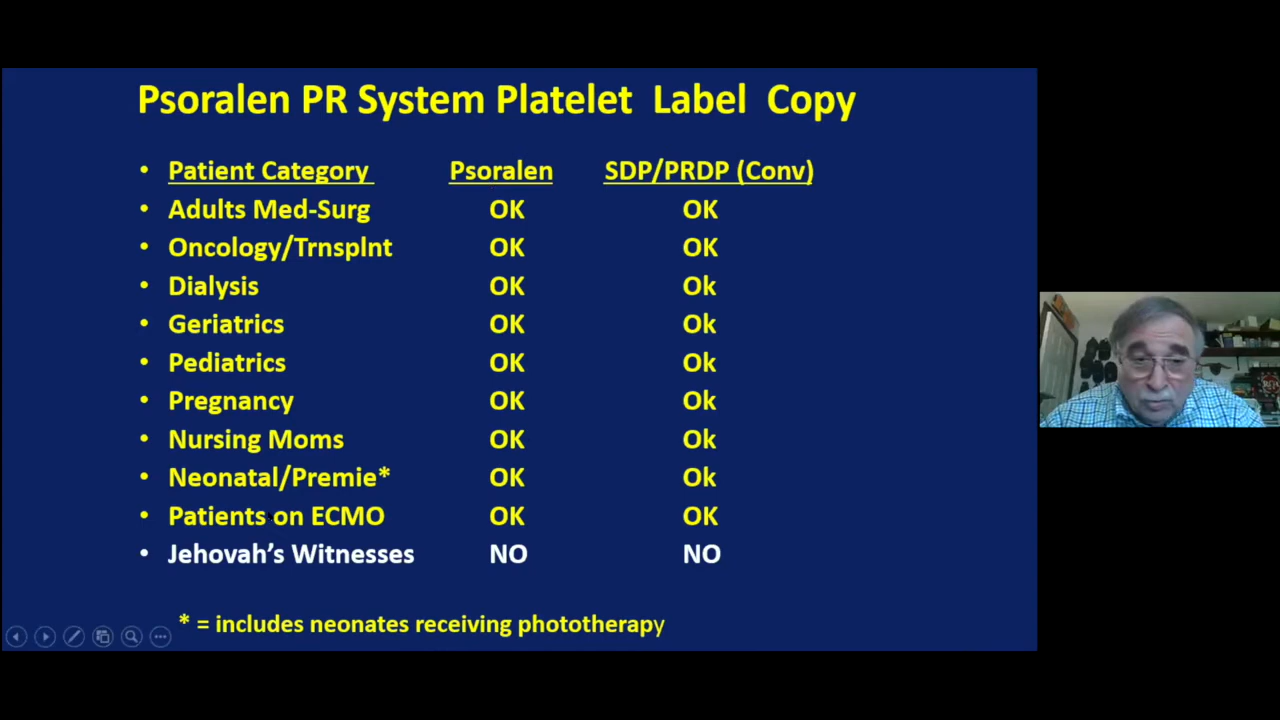 Psoralen PR System Platelet Label Copy
• Patient Category Psoralen SDP/PRDP (Conv)
• Adults Med-Surg OK OK
• Oncology/Trnsplnt OK OK
• Dialysis OK Ok
• Geriatrics OK Ok
• Pediatrics OK Ok
• Pregnancy OK Ok
• Nursing Moms OK Ok
• Neonatal/Premie* OK Ok
• Patients on ECMO OK OK
• Jehovah's Witnesses NO NO
* = includes neonates receiving phototherapy